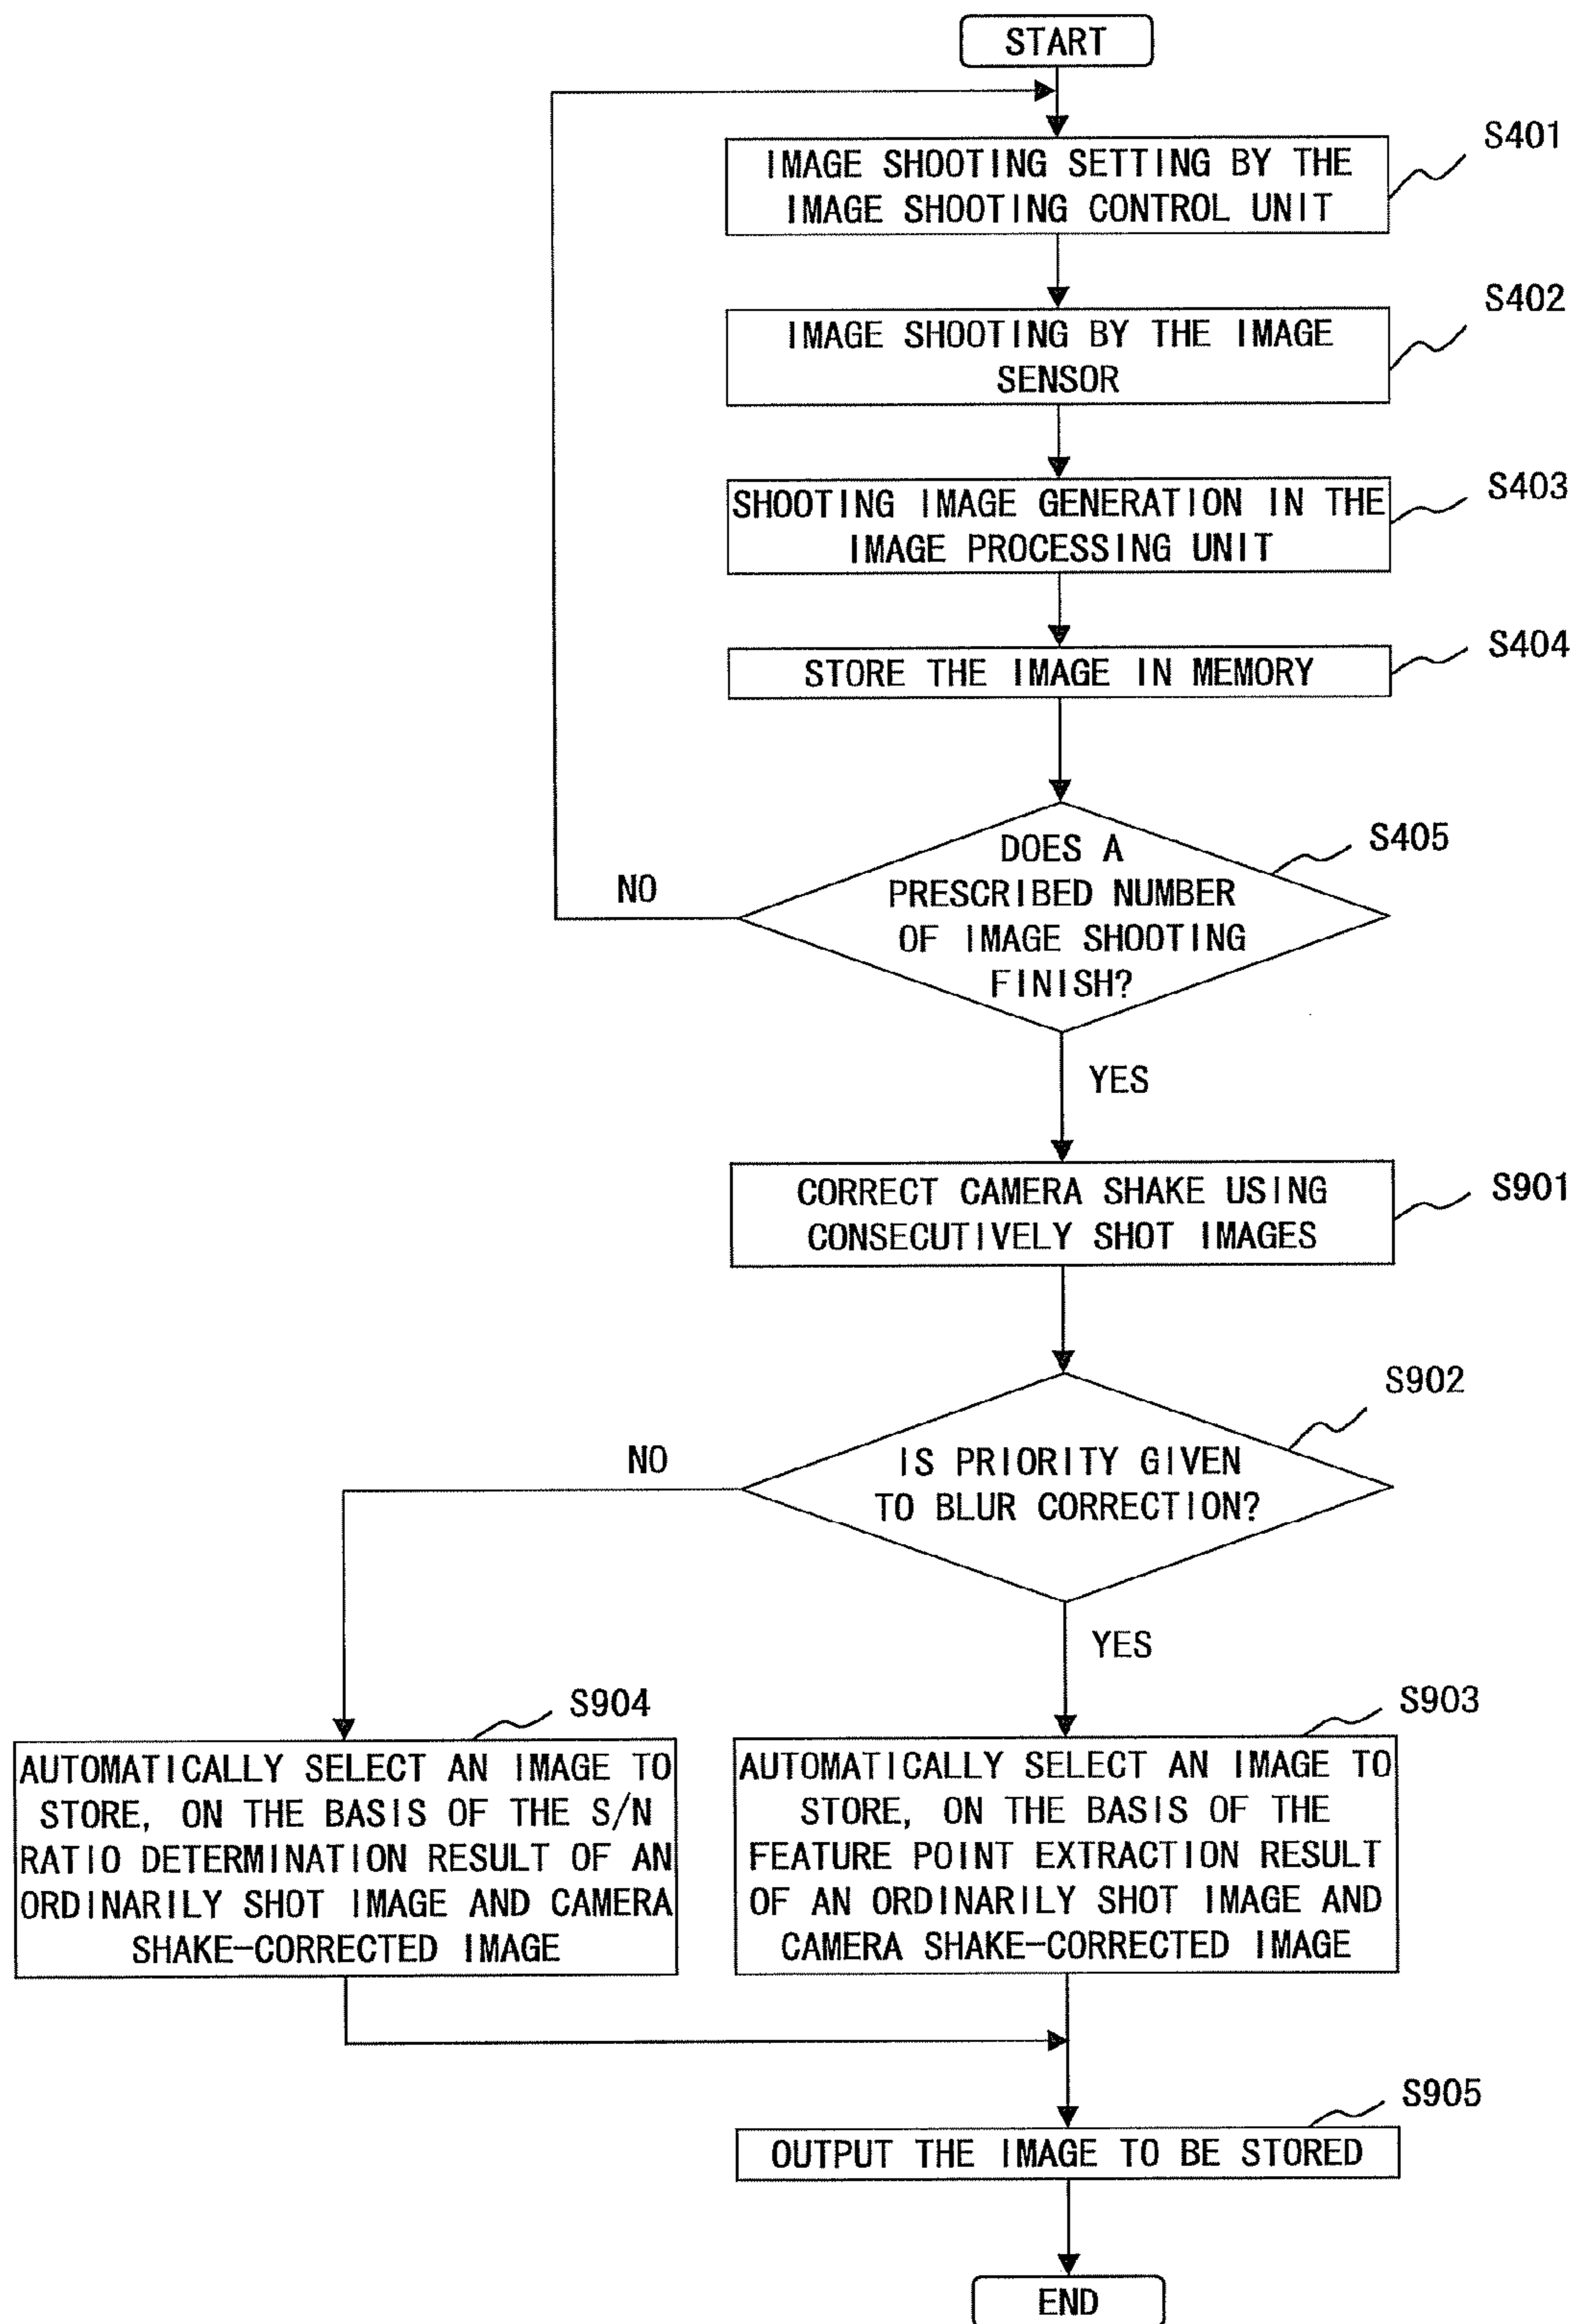 START
S401
IMAGE SHOOTING SETTING BY THE
IMAGE SHOOTING CONTROL UNIT
S402
IMAGE SHOOTING BY THE IMAGE
SENSOR
S403
SHOOTING IMAGE GENERATION IN THE
IMAGE PROCESSING UNIT
S404
STORE THE IMAGE IN MEMORY
S405
DOES A
PRESCRIBED NUMBER
OF IMAGE SHOOTING
FINISH?
NO
YES
S901
CORRECT CAMERA SHAKE USING
CONSECUTIVELY SHOT IMAGES
S902
IS PRIORITY GIVEN
TO BLUR CORRECTION?
NO
YES
S904
AUTOMATICALLY SELECT AN IMAGE TO
STORE, ON THE BASIS OF THE S/N
RATIO DETERMINATION RESULT OF AN
ORDINARILY SHOT IMAGE AND CAMERA
SHAKE-CORRECTED IMAGE
S903
AUTOMATICALLY SELECT AN IMAGE TO
STORE, ON THE BASIS OF THE
FEATURE POINT EXTRACTION RESULT
OF AN ORDINARILY SHOT IMAGE AND
CAMERA SHAKE-CORRECTED IMAGE
S905
OUTPUT THE IMAGE TO BE STORED
END